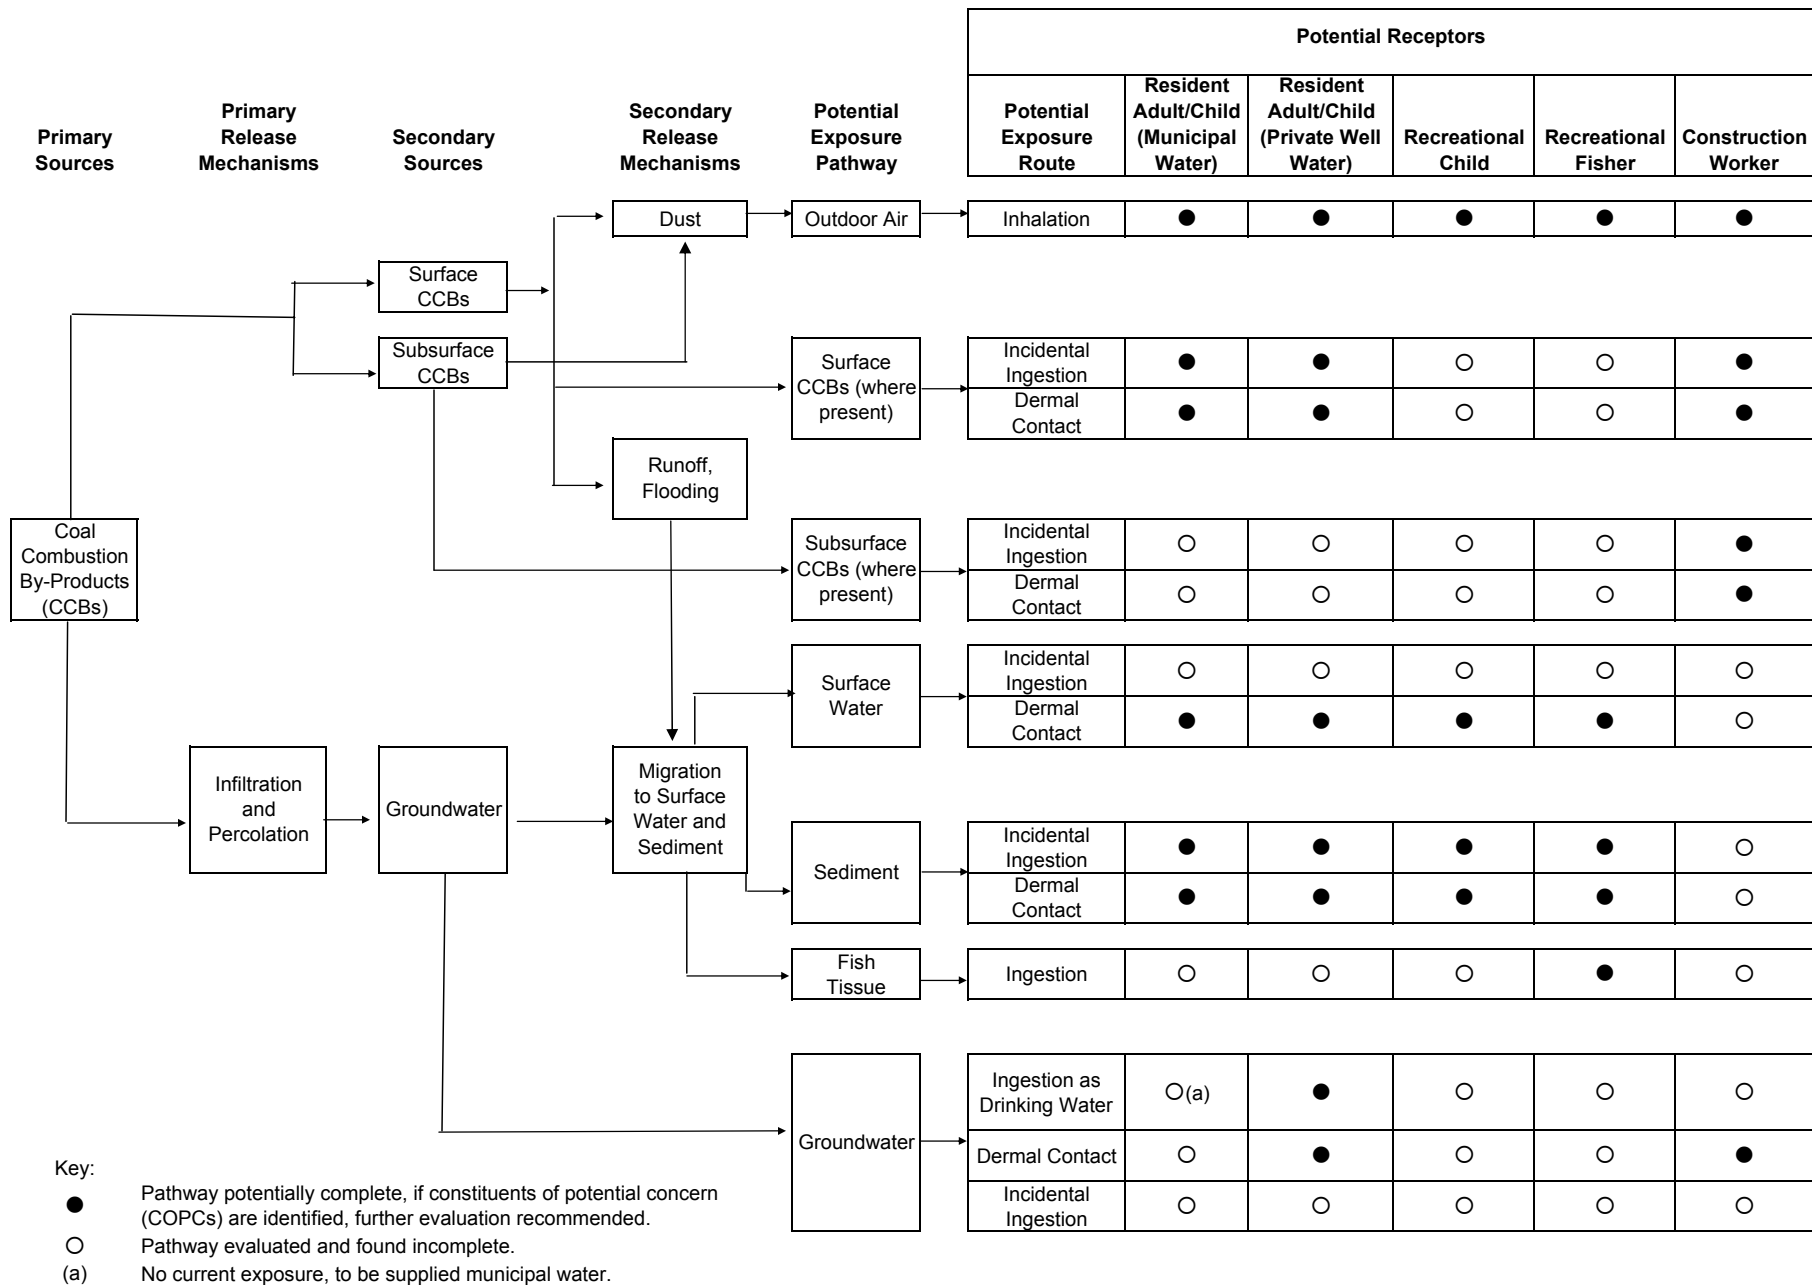 Potential Receptors
Primary
Sources
Primary
Release
Mechanisms
Secondary
Sources
Secondary
Release
Mechanisms
Potential
Exposure
Pathway
Potential
Exposure
Route
Resident
Adult/Child
(Municipal
Water)
Resident
Adult/Child
(Private Well
Water)
Recreational
Child
Recreational
Fisher
Construction
Worker
Dust
Outdoor Air
Inhalation
● ● ● ● ●
Surface
CCBs
Subsurface
CCBs
Surface
CCBs (where
present)
Incidental
Ingestion
● ● ○ ○ ●
Dermal
Contact
● ● ○ ○ ●
Runoff,
Flooding
Coal
Combustion
By-Products
(CCBs)
Subsurface
CCBs (where
present)
Incidental
Ingestion
○ ○ ○ ○ ●
Dermal
Contact
○ ○ ○ ○ ●
Surface
Water
Incidental
Ingestion
○ ○ ○ ○ ○
Dermal
Contact
● ● ● ● ○
Infiltration
and
Percolation
Groundwater
Migration
to Surface
Water and
Sediment
Sediment
Incidental
Ingestion
● ● ● ● ○
Dermal
Contact
● ● ● ● ○
Fish
Tissue
Ingestion
○ ○ ○ ● ○
Groundwater
Ingestion as
Drinking Water
○(a) ● ○ ○ ○
Dermal Contact
○ ● ○ ○ ●
Incidental
Ingestion
○ ○ ○ ○ ○
Key:
● Pathway potentially complete, if constituents of potential concern
(COPCs) are identified, further evaluation recommended.
○ Pathway evaluated and found incomplete.
(a) No current exposure, to be supplied municipal water.